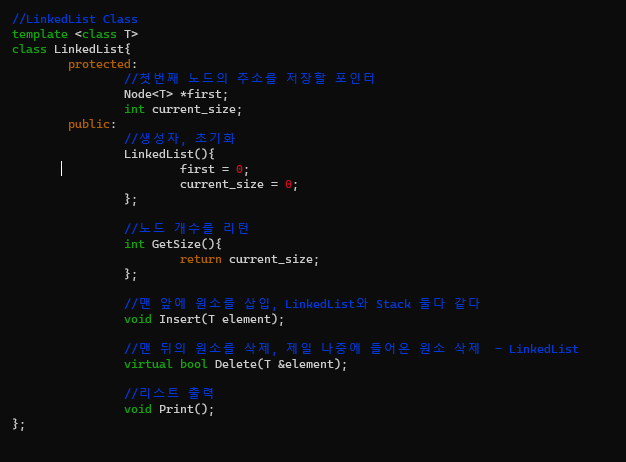 //LinkedList Class
template <class T>
class LinkedList{
protected:
//첫번째 노드의 주소를 저장할 포인터
Node<T> *first;
int current_size;
public:
//생성자, 초기화
LinkedList(){
first = 0;
current_size = 0;
};
//노드 개수를 리턴
int GetSize(){
return current_size;
};
//맨 앞에 원소를 삽입, LinkedList와 Stack 둘다 같다
void Insert(T element);
//맨 뒤의 원소를 삭제, 제일 나중에 들어온 원소 삭제 - LinkedList
virtual bool Delete(T &element);
//리스트 출력
void Print();
};